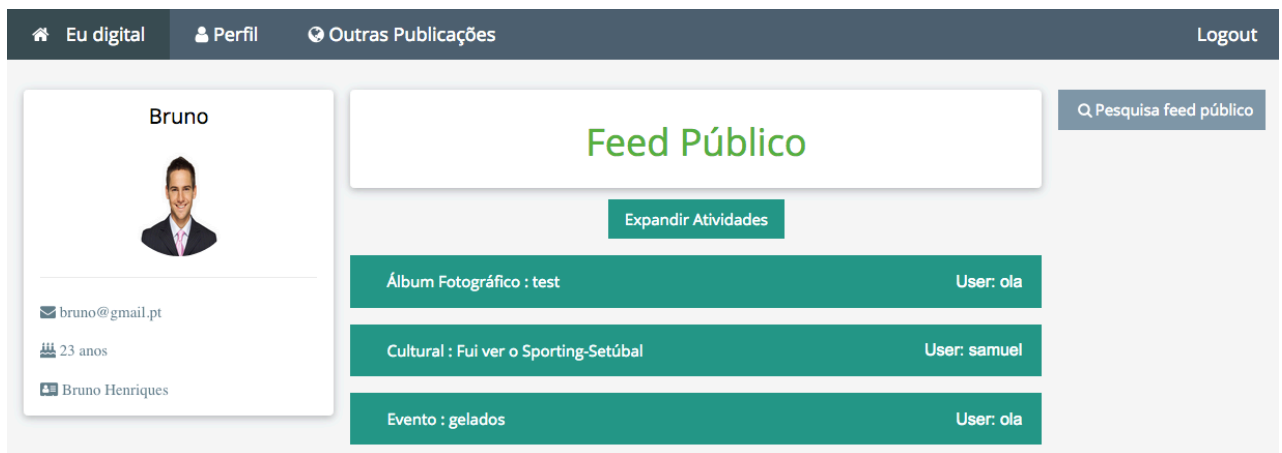 Eu digital Perfil Outras Publicações Logout
Bruno
bruno@gmail.pt
23 anos
Bruno Henriques
Feed Público
Expandir Atividades
Álbum Fotográfico : test User: ola
Cultural : Fui ver o Sporting-Setúbal User: samuel
Evento : gelados User: ola
Pesquisa feed público